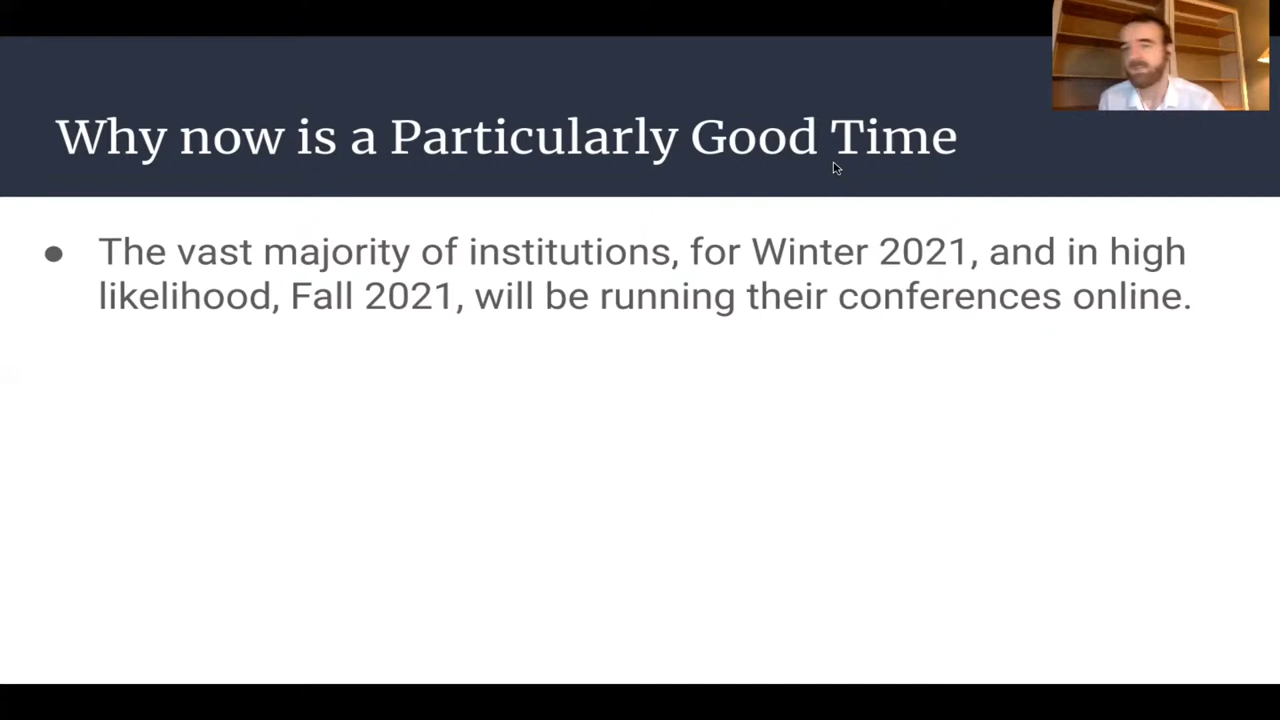 Why now is a Particularly Good Time
● The vast majority of institutions, for Winter 2021, and in high
likelihood, Fall 2021, will be running their conferences online.